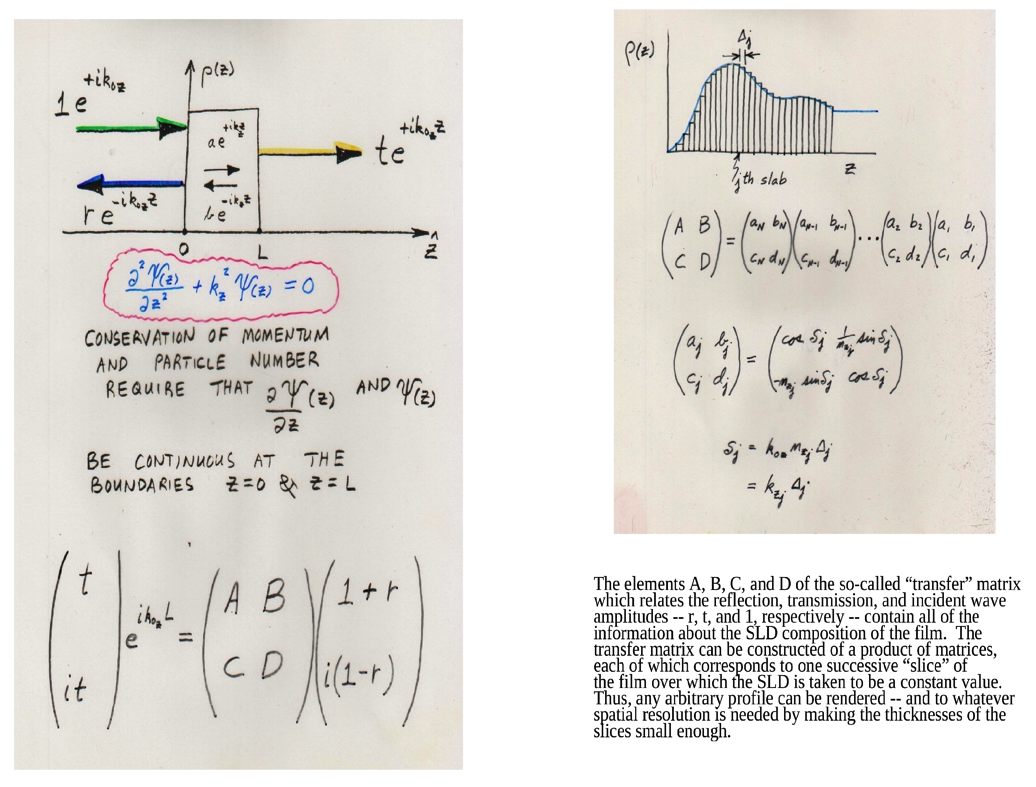 ρ(z)
1e^{+ik_{0z}z}
ae^{+ik_z z}
te^{+ik_{0z}z}
re^{-ik_{0z}z}
be^{-ik_z z}
0 L z
∂²Ψ(z)/∂z² + k_z² Ψ(z) = 0
CONSERVATION OF MOMENTUM
AND PARTICLE NUMBER
REQUIRE THAT ∂Ψ(z)/∂z AND Ψ(z)
BE CONTINUOUS AT THE
BOUNDARIES Z=0 & Z=L
(t it) e^{ik_{0z}L} = (A B C D) (1+r i(1-r))
ρ(z)
Δj
jth slab
z
(A B C D) = (a_N b_N c_N d_N)(a_{N-1} b_{N-1} c_{N-1} d_{N-1}) ··· (a_2 b_2 c_2 d_2)(a_1 b_1 c_1 d_1)
(a_j b_j c_j d_j) = (cos δ_j 1/n_{zj} sin δ_j -n_{zj} sin δ_j cos δ_j)
δ_j = k_{0z} n_{zj} Δ_j
= k_{zj} Δ_j
The elements A, B, C, and D of the so-called “transfer” matrix
which relates the reflection, transmission, and incident wave
amplitudes -- r, t, and 1, respectively -- contain all of the
information about the SLD composition of the film. The
transfer matrix can be constructed of a product of matrices,
each of which corresponds to one successive “slice” of
the film over which the SLD is taken to be a constant value.
Thus, any arbitrary profile can be rendered -- and to whatever
spatial resolution is needed by making the thicknesses of the
slices small enough.